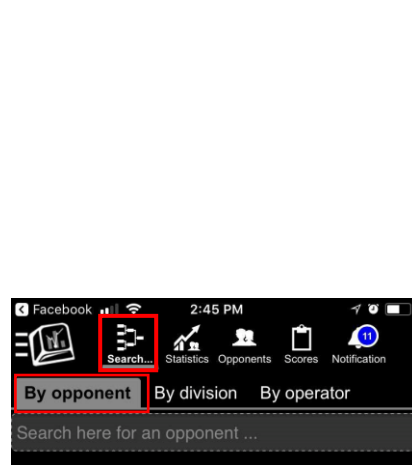 Facebook 2:45 PM
Search... Statistics Opponents Scores Notification
11
By opponent By division By operator
Search here for an opponent ...